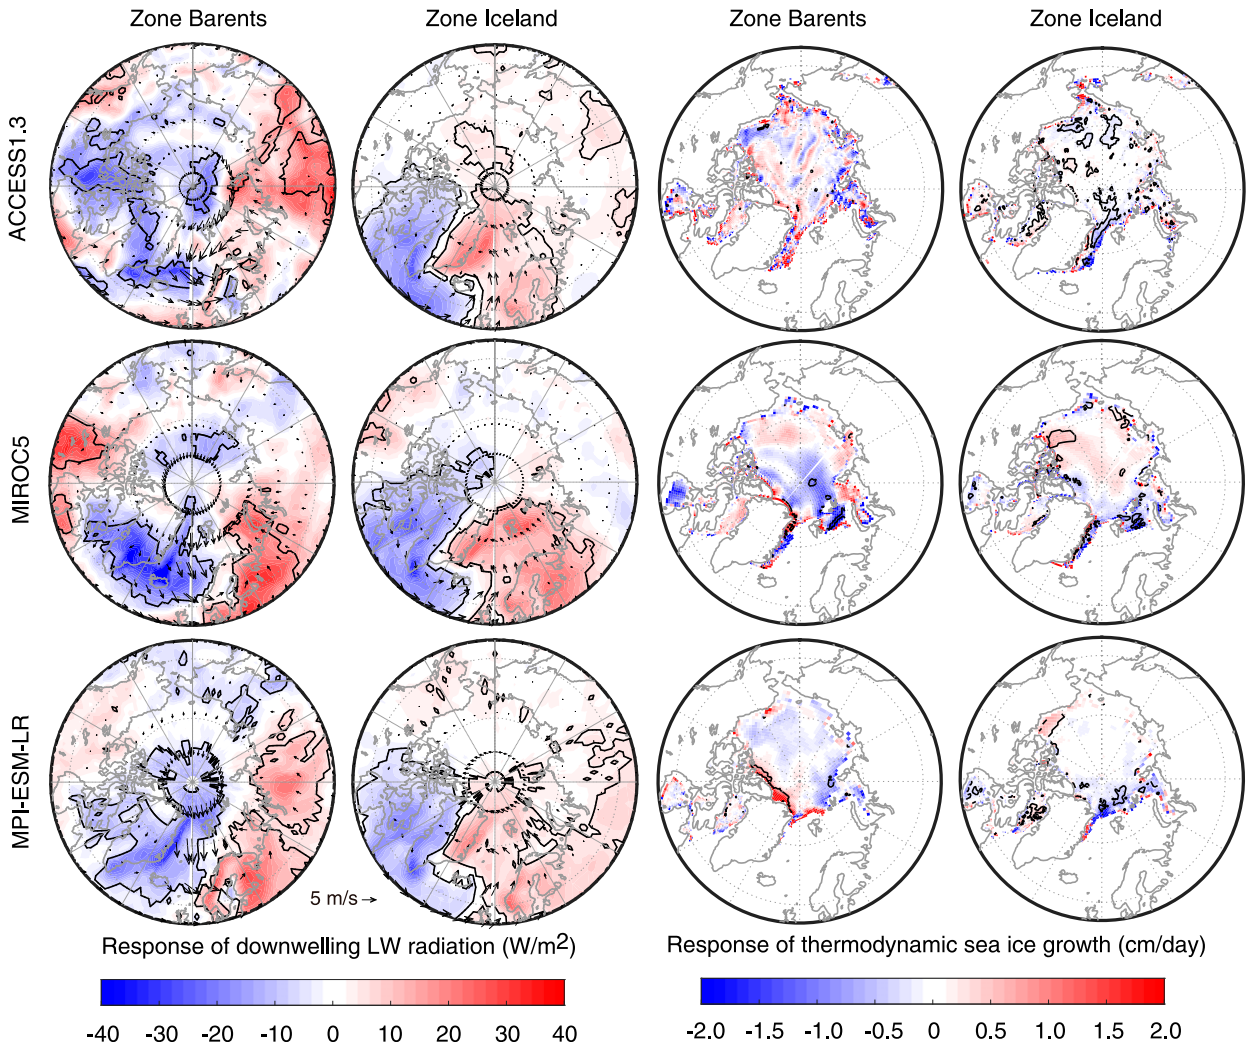 Zone Barents Zone Iceland Zone Barents Zone Iceland
ACCESS1.3
MIROC5
MPI-ESM-LR
5 m/s
Response of downwelling LW radiation (W/m2) Response of thermodynamic sea ice growth (cm/day)
-40 -30 -20 -10 0 10 20 30 40 -2.0 -1.5 -1.0 -0.5 0 0.5 1.0 1.5 2.0